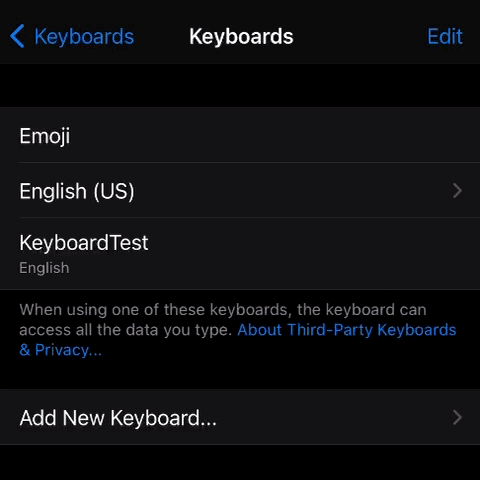 Keyboards
Keyboards
Edit
Emoji
English (US)
KeyboardTest
English
When using one of these keyboards, the keyboard can
access all the data you type. About Third-Party Keyboards
& Privacy...
Add New Keyboard...